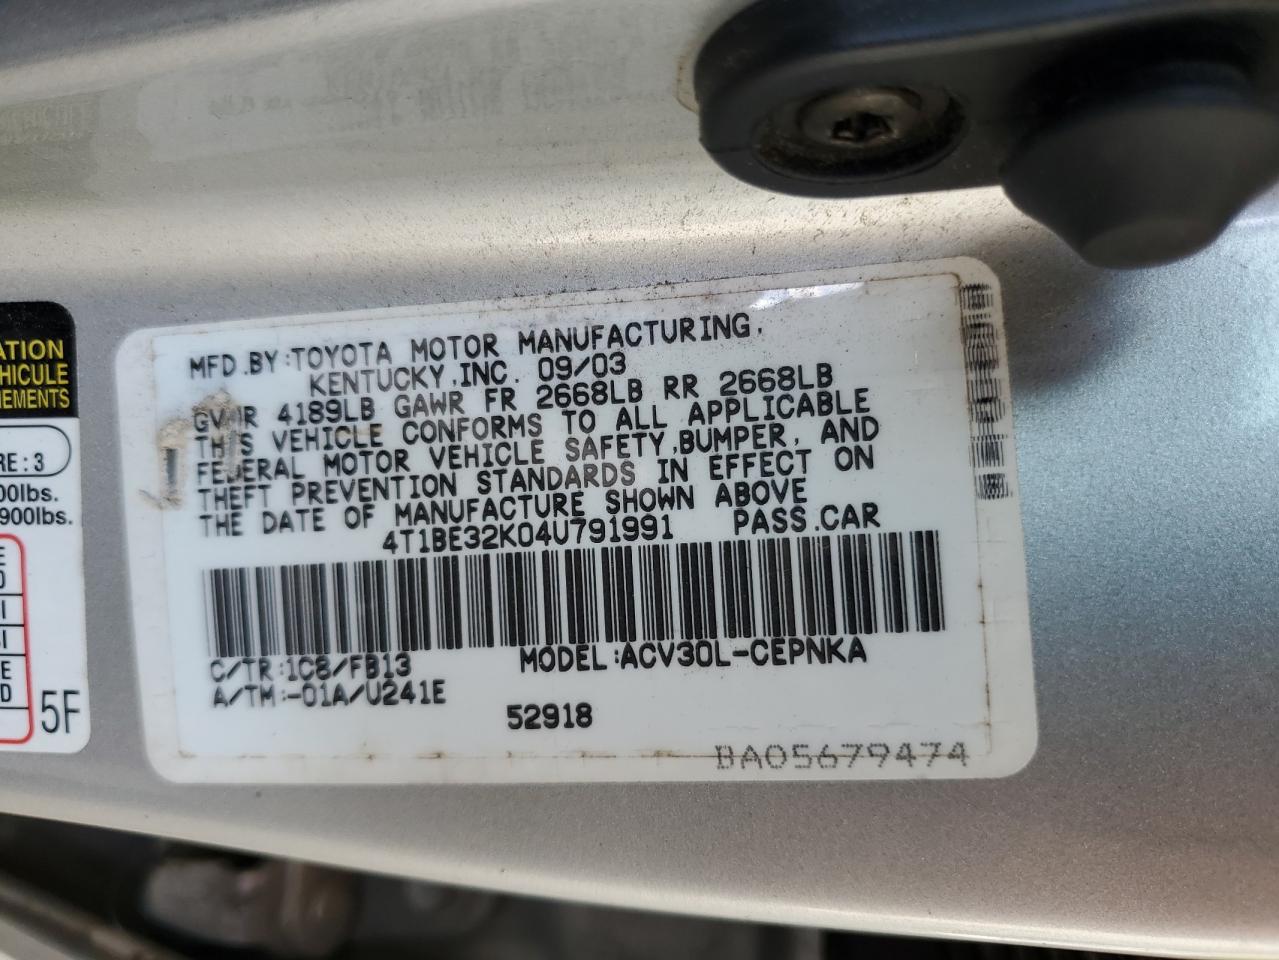 MFD.BY:TOYOTA MOTOR MANUFACTURING,
KENTUCKY,INC. 09/03
GVWR 4189LB GAWR FR 2668LB RR 2668LB
THIS VEHICLE CONFORMS TO ALL APPLICABLE
FEDERAL MOTOR VEHICLE SAFETY,BUMPER, AND
THEFT PREVENTION STANDARDS IN EFFECT ON
THE DATE OF MANUFACTURE SHOWN ABOVE
4T1BE32K04U791991 PASS.CAR
C/TR:1C8/FB13 MODEL:ACV30L-CEPNKA
A/TM:-01A/U241E
52918
BA05679474
ATION
HICULE
EMENTS
RE:3
00lbs.
900lbs.
5F